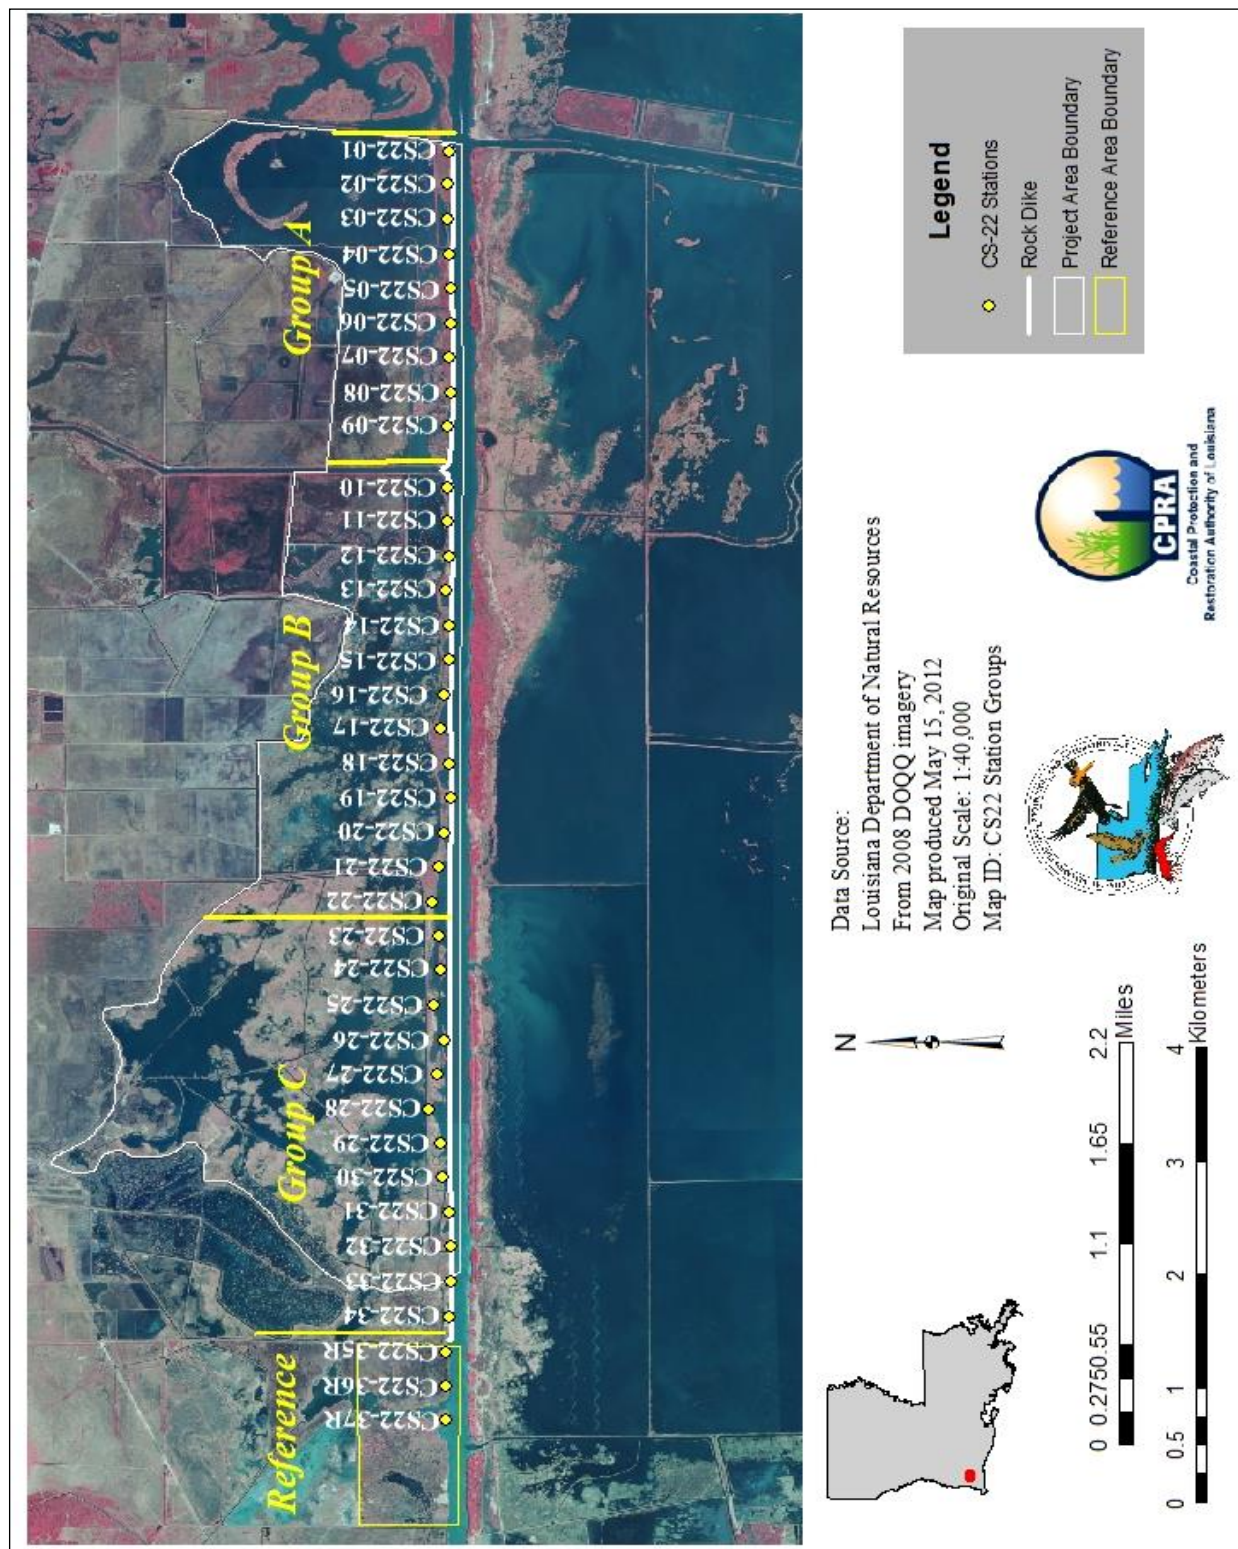 Reference
Group C
Group B
Group A
CS22-37R
CS22-36R
CS22-35R
CS22-34
CS22-33
CS22-32
CS22-31
CS22-30
CS22-29
CS22-28
CS22-27
CS22-26
CS22-25
CS22-24
CS22-23
CS22-22
CS22-21
CS22-20
CS22-19
CS22-18
CS22-17
CS22-16
CS22-15
CS22-14
CS22-13
CS22-12
CS22-11
CS22-10
CS22-09
CS22-08
CS22-07
CS22-06
CS22-05
CS22-04
CS22-03
CS22-02
CS22-01
N
0 0.2750.55 1.1 1.65 2.2
Miles
0 0.5 1 2 3 4
Kilometers
Data Source:
Louisiana Department of Natural Resources
From 2008 DOQQ imagery
Map produced May 15, 2012
Original Scale: 1:40,000
Map ID: CS22 Station Groups
CPRA
Coastal Protection and
Restoration Authority of Louisiana
Legend
CS-22 Stations
Rock Dike
Project Area Boundary
Reference Area Boundary